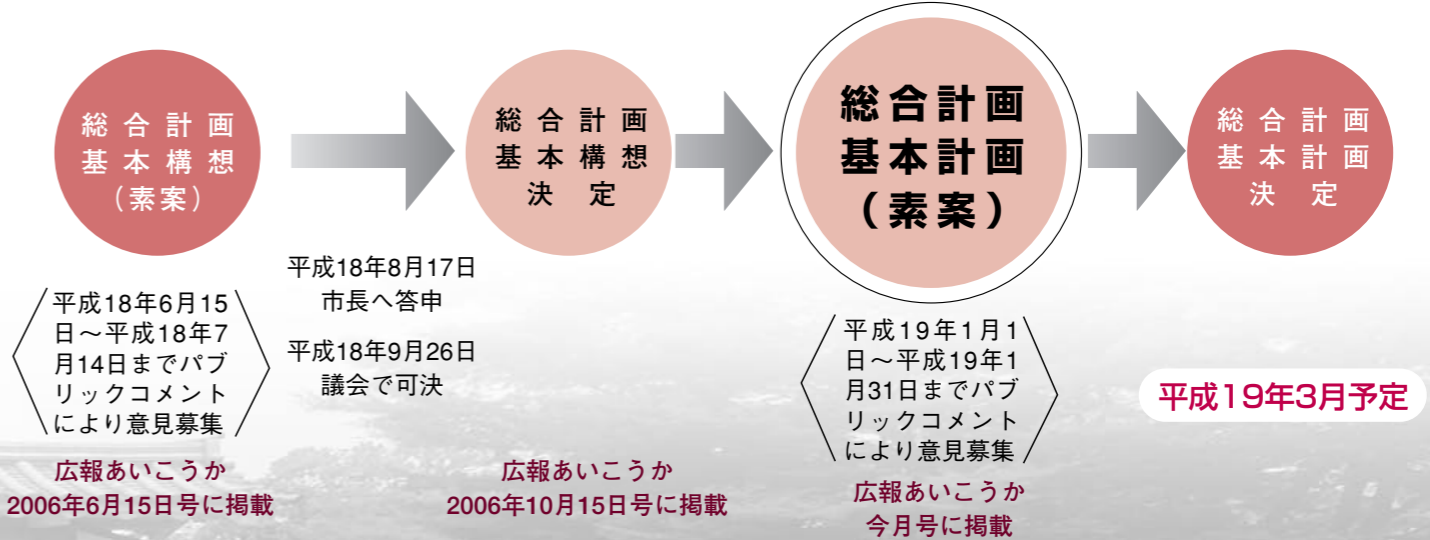 総合計画
基本構想
（素案）
平成18年6月15
日～平成18年7
月14日までパブ
リックコメント
により意見募集
広報あいこうか
2006年6月15日号に掲載
平成18年8月17日
市長へ答申
平成18年9月26日
議会で可決
総合計画
基本構想
決定
広報あいこうか
2006年10月15日号に掲載
総合計画
基本計画
（素案）
平成19年1月1
日～平成19年1
月31日までパブ
リックコメント
により意見募集
広報あいこうか
今月号に掲載
総合計画
基本計画
決定
平成19年3月予定